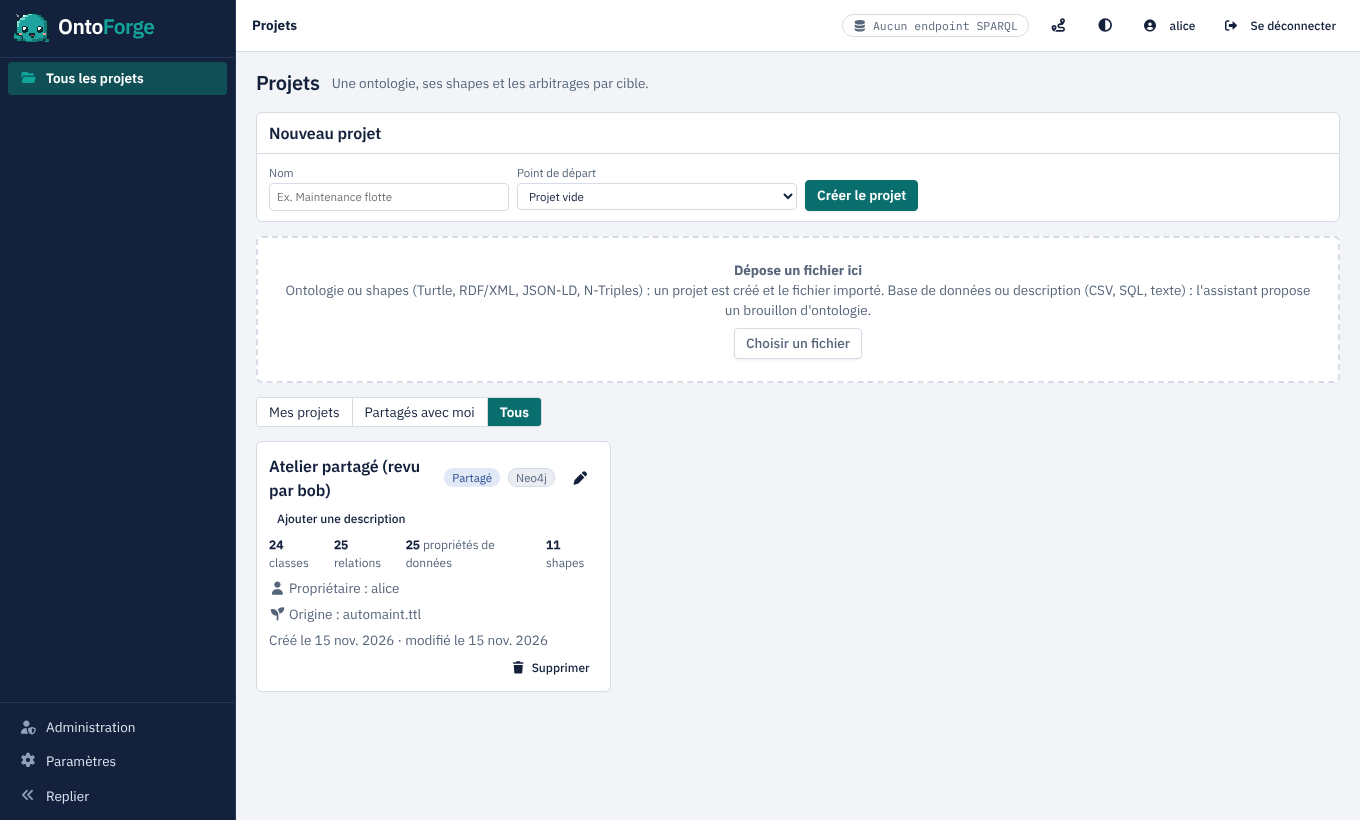 OntoForge
Projets
Aucun endpoint SPARQL
alice
Se déconnecter
Tous les projets
Projets
Une ontologie, ses shapes et les arbitrages par cible.
Nouveau projet
Nom
Point de départ
Ex. Maintenance flotte
Projet vide
Créer le projet
Dépose un fichier ici
Ontologie ou shapes (Turtle, RDF/XML, JSON-LD, N-Triples) : un projet est créé et le fichier importé. Base de données ou description (CSV, SQL, texte) : l'assistant propose
un brouillon d'ontologie.
Choisir un fichier
Mes projets
Partagés avec moi
Tous
Atelier partagé (revu
par bob)
Partagé
Neo4j
Ajouter une description
24
classes
25
relations
25 propriétés de
données
11
shapes
Propriétaire : alice
Origine : automaint.ttl
Créé le 15 nov. 2026 · modifié le 15 nov. 2026
Supprimer
Administration
Paramètres
Replier